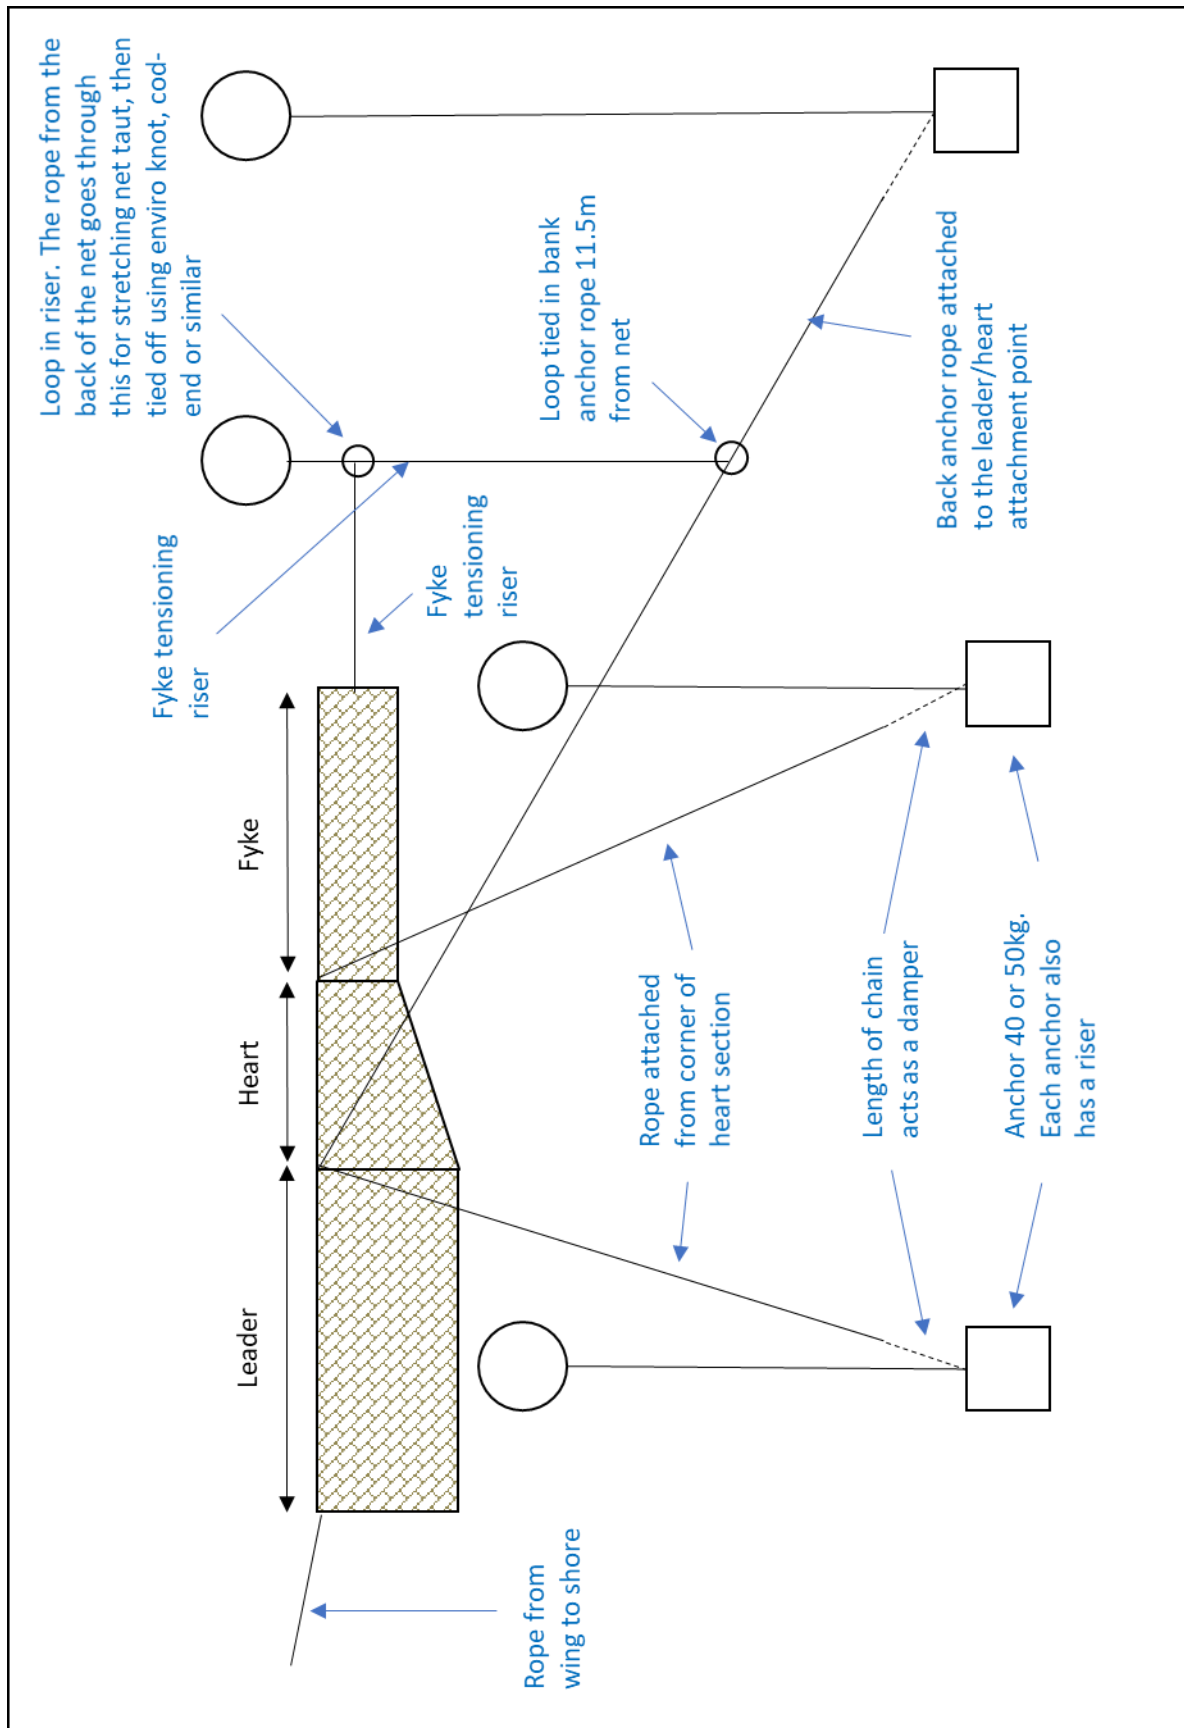 Loop in riser. The rope from the
back of the net goes through
this for stretching net taut, then
tied off using enviro knot, cod-
end or similar
Fyke tensioning
riser
Loop tied in bank
anchor rope 11.5m
from net
Fyke
tensioning
riser
Leader
Heart
Fyke
Rope from
wing to shore
Rope attached
from corner of
heart section
Back anchor rope attached
to the leader/heart
attachment point
Length of chain
acts as a damper
Anchor 40 or 50kg.
Each anchor also
has a riser